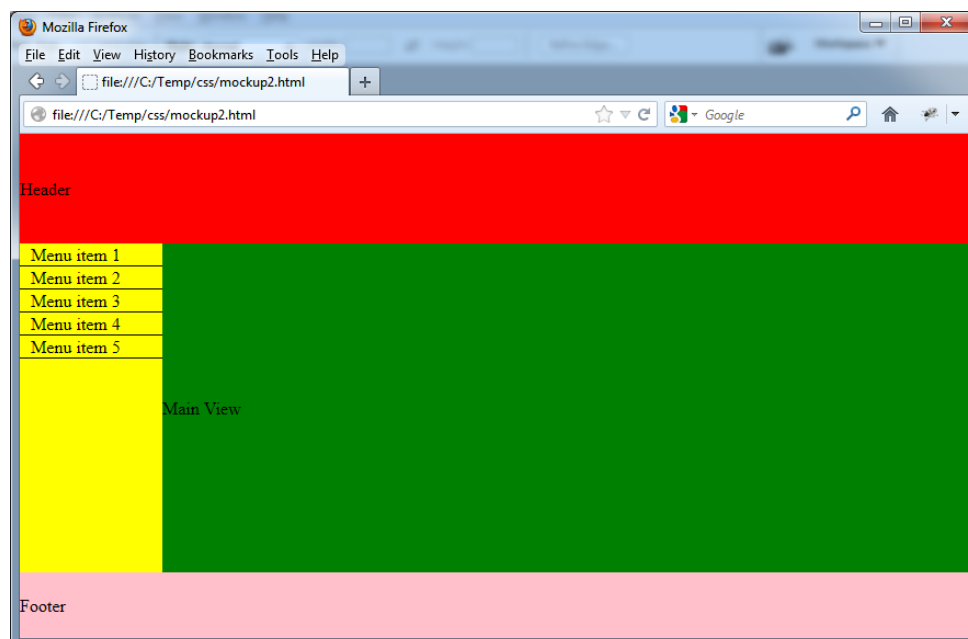 Mozilla Firefox
File Edit View History Bookmarks Tools Help
file:///C:/Temp/css/mockup2.html
file:///C:/Temp/css/mockup2.html Google
Header
Menu item 1
Menu item 2
Menu item 3
Menu item 4
Menu item 5
Main View
Footer